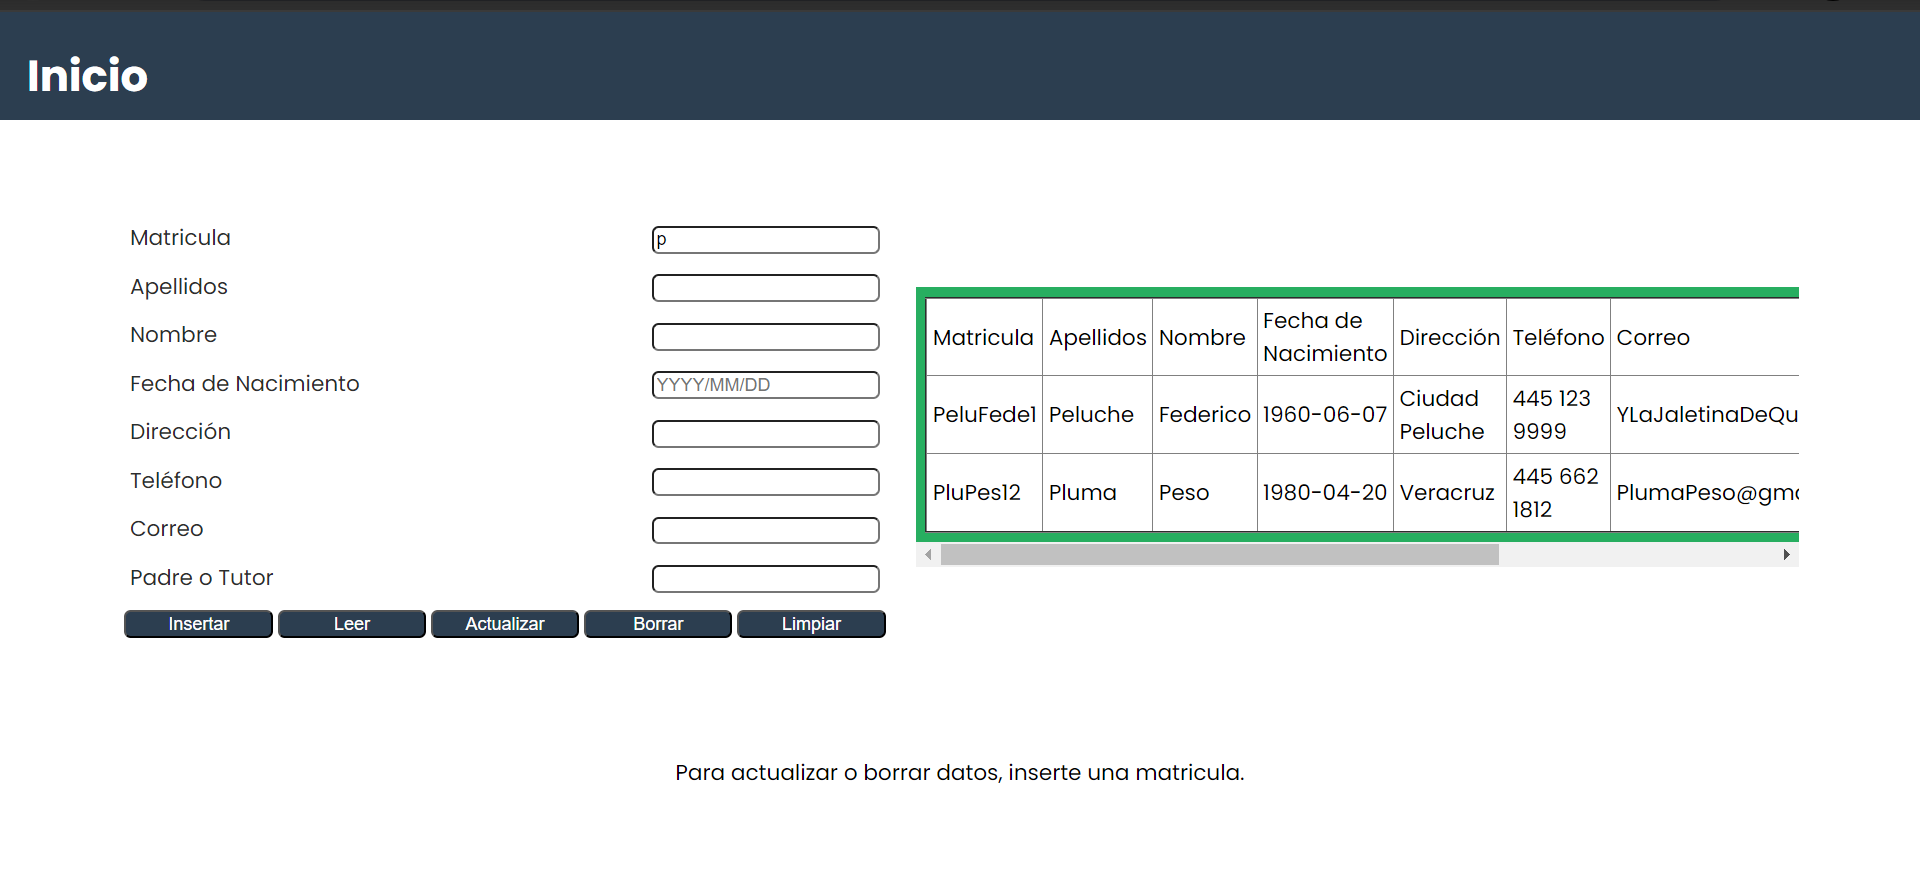 Inicio
Matricula p
Apellidos
Nombre
Fecha de Nacimiento YYYY/MM/DD
Dirección
Teléfono
Correo
Padre o Tutor
Insertar Leer Actualizar Borrar Limpiar
Matricula Apellidos Nombre Fecha de Nacimiento Dirección Teléfono Correo
PeluFede1 Peluche Federico 1960-06-07 Ciudad Peluche 445 123 9999 YLaJaletinaDeQu
PluPes12 Pluma Peso 1980-04-20 Veracruz 445 662 1812 PlumaPeso@gm
Para actualizar o borrar datos, inserte una matricula.